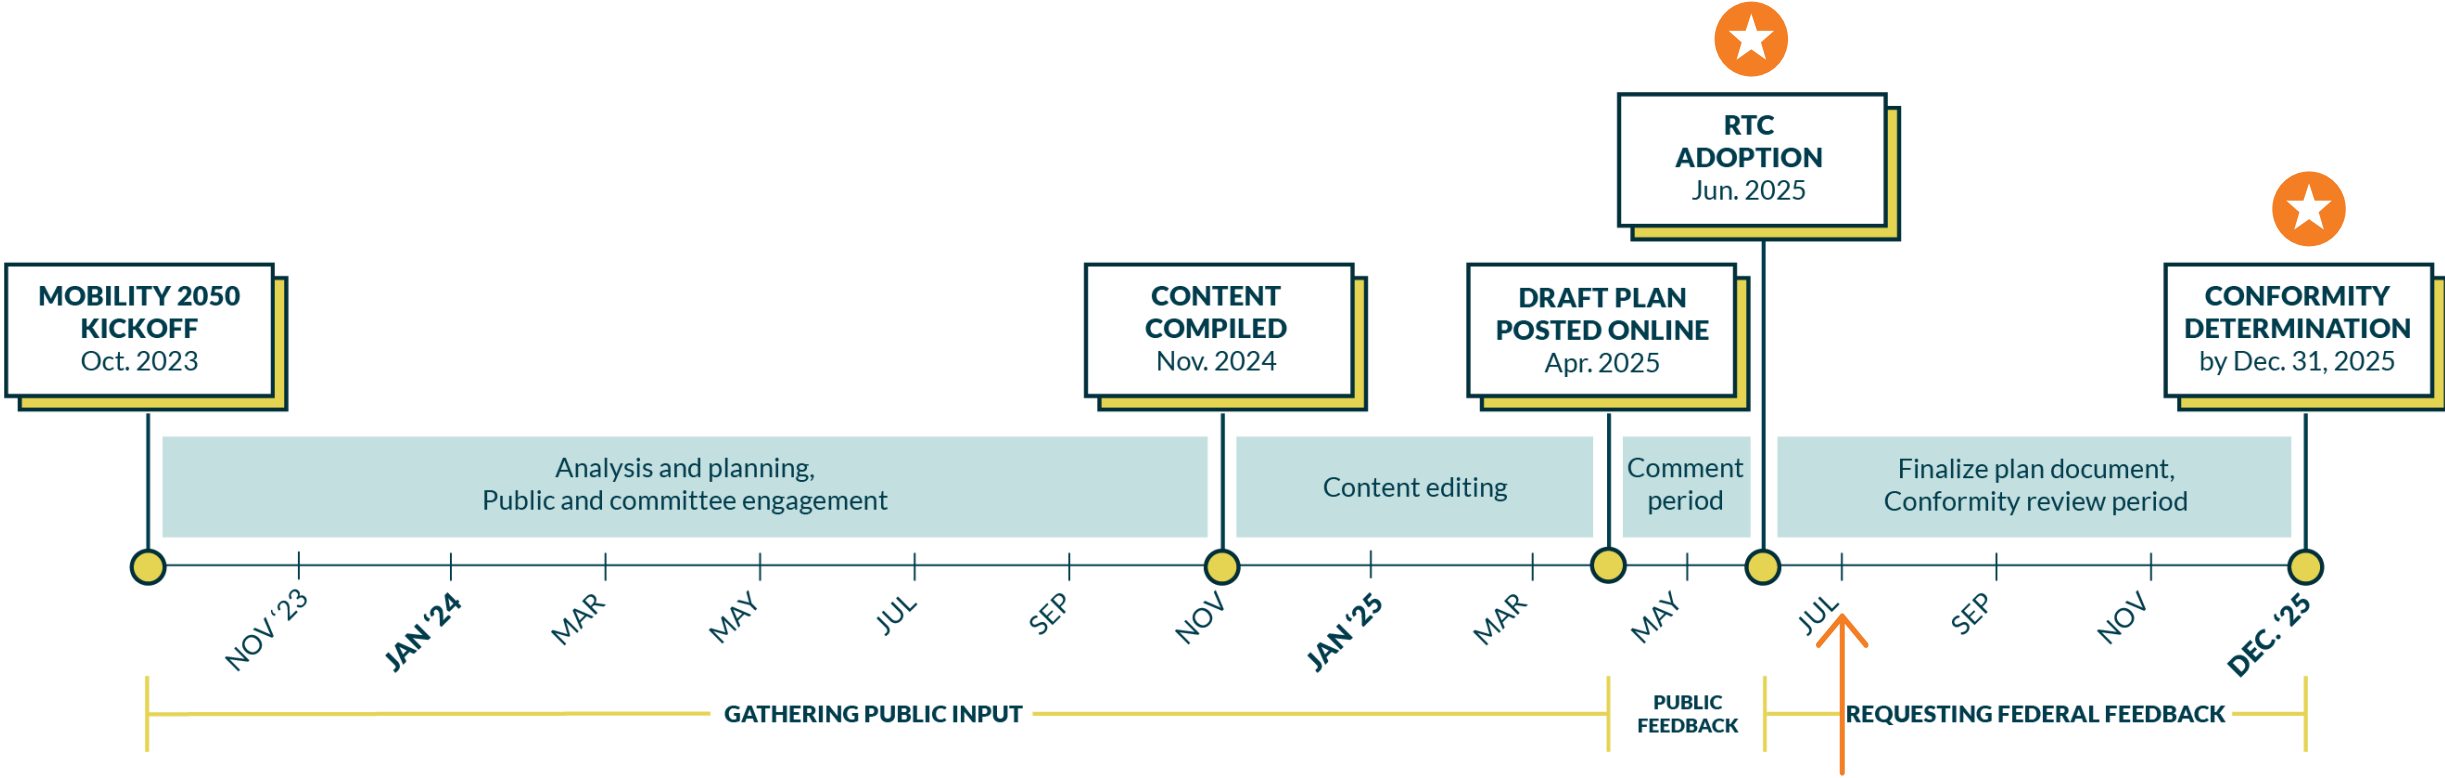 RTC
ADOPTION
Jun. 2025
MOBILITY 2050
KICKOFF
Oct. 2023
CONTENT
COMPILED
Nov. 2024
DRAFT PLAN
POSTED ONLINE
Apr. 2025
CONFORMITY
DETERMINATION
by Dec. 31, 2025
Analysis and planning,
Public and committee engagement
Content editing
Comment
period
Finalize plan document,
Conformity review period
NOV ‘23
JAN ‘24
MAR
MAY
JUL
SEP
NOV
JAN ‘25
MAR
MAY
JUL
SEP
NOV
DEC. ‘25
GATHERING PUBLIC INPUT
PUBLIC
FEEDBACK
REQUESTING FEDERAL FEEDBACK